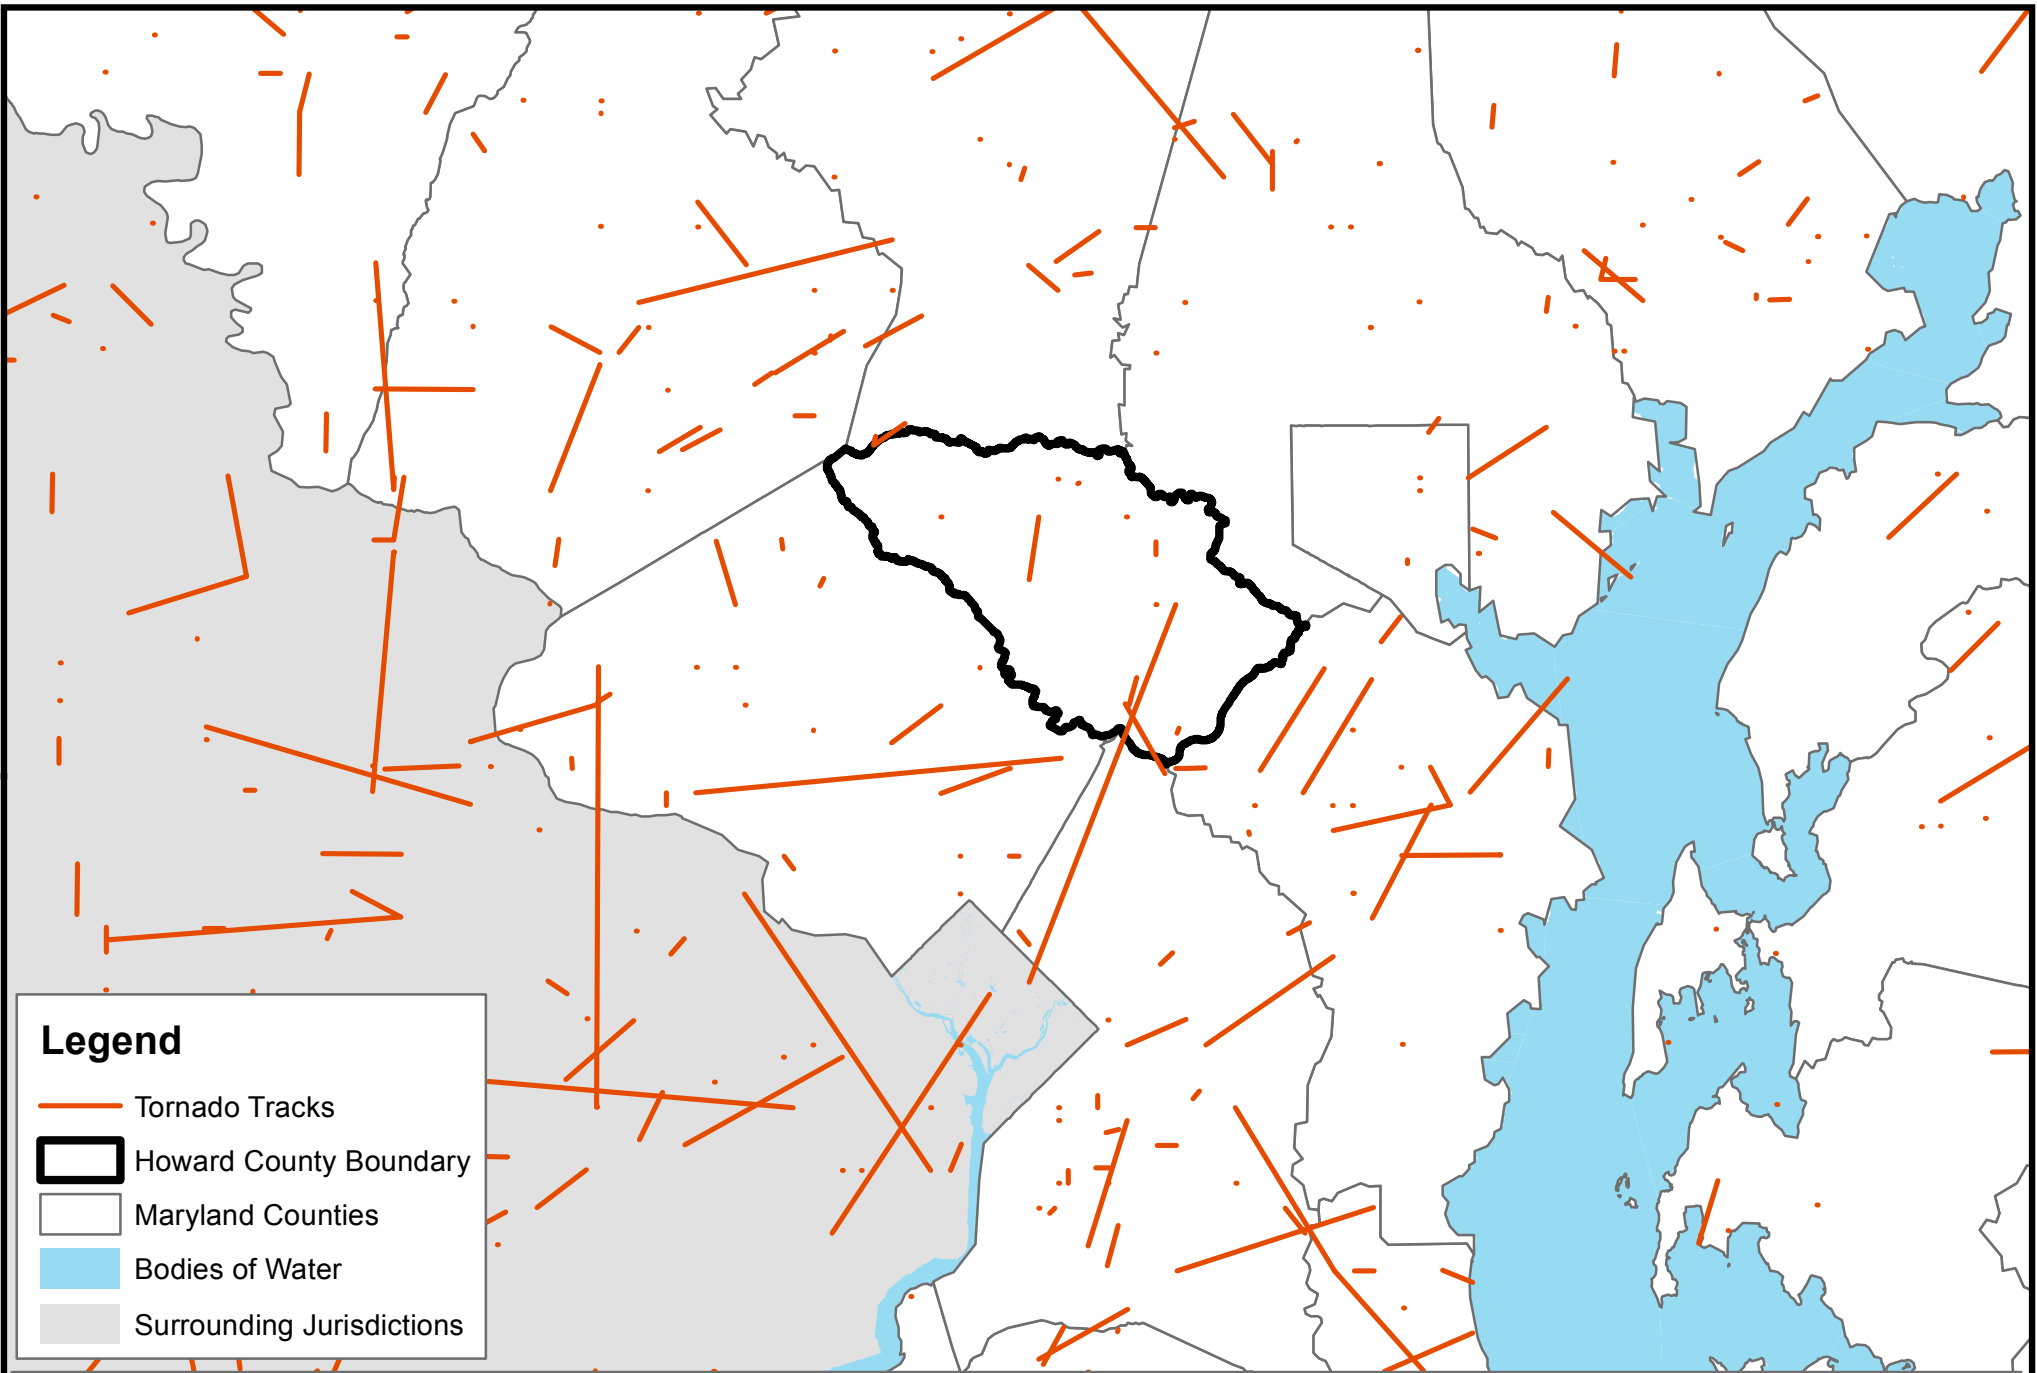 Legend
Tornado Tracks
Howard County Boundary
Maryland Counties
Bodies of Water
Surrounding Jurisdictions